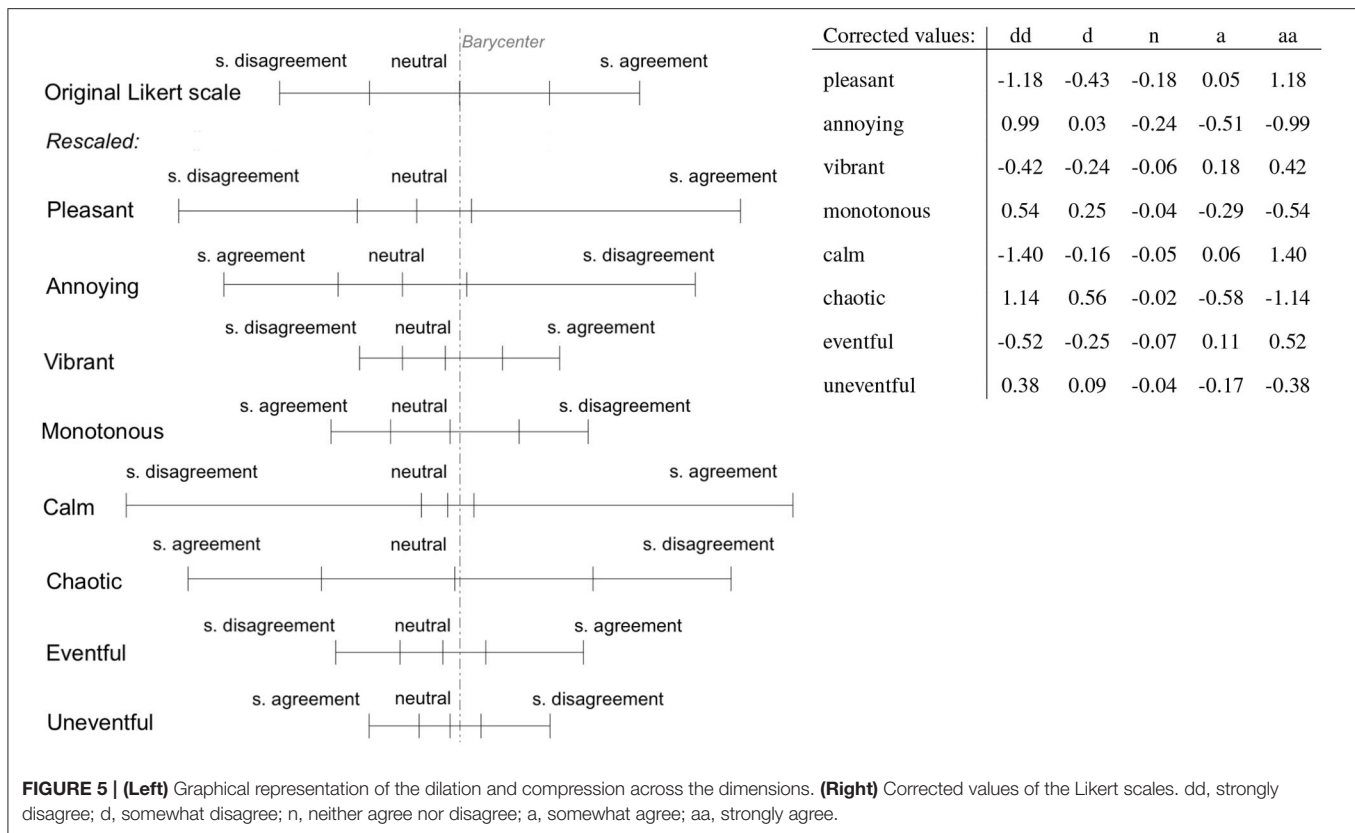 Barycenter
s. disagreement neutral s. agreement
Original Likert scale
Rescaled:
s. disagreement neutral s. agreement
Pleasant
s. agreement neutral s. disagreement
Annoying
s. disagreement neutral s. agreement
Vibrant
s. agreement neutral s. disagreement
Monotonous
s. disagreement neutral s. agreement
Calm
s. agreement neutral s. disagreement
Chaotic
s. disagreement neutral s. agreement
Eventful
s. agreement neutral s. disagreement
Uneventful
Corrected values: dd d n a aa
pleasant -1.18 -0.43 -0.18 0.05 1.18
annoying 0.99 0.03 -0.24 -0.51 -0.99
vibrant -0.42 -0.24 -0.06 0.18 0.42
monotonous 0.54 0.25 -0.04 -0.29 -0.54
calm -1.40 -0.16 -0.05 0.06 1.40
chaotic 1.14 0.56 -0.02 -0.58 -1.14
eventful -0.52 -0.25 -0.07 0.11 0.52
uneventful 0.38 0.09 -0.04 -0.17 -0.38
FIGURE 5 | (Left) Graphical representation of the dilation and compression across the dimensions. (Right) Corrected values of the Likert scales. dd, strongly
disagree; d, somewhat disagree; n, neither agree nor disagree; a, somewhat agree; aa, strongly agree.